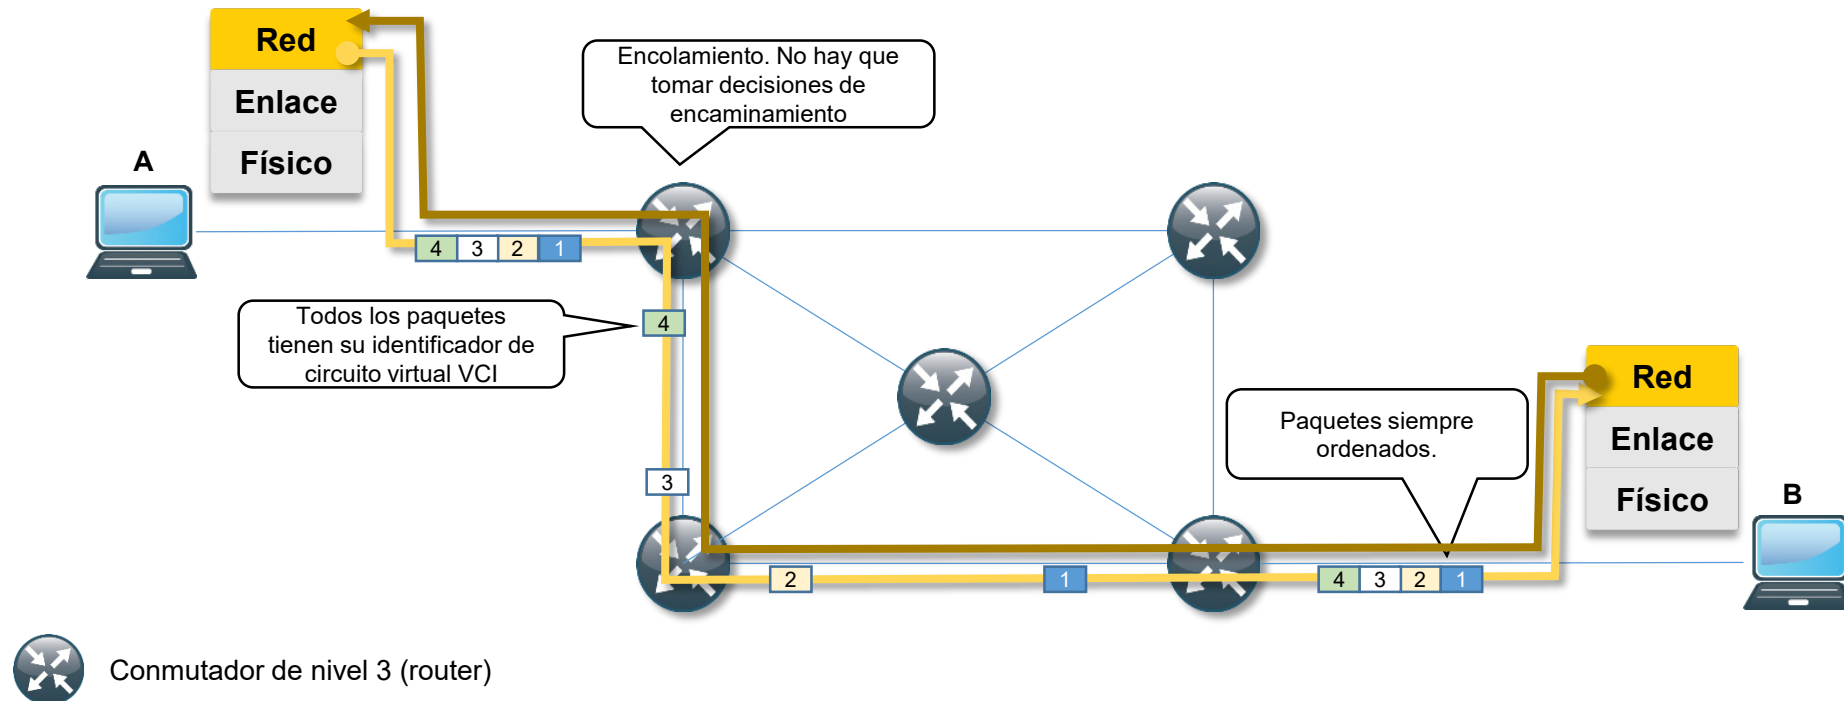 Red
Enlace
Físico
A
Encolamiento. No hay que
tomar decisiones de
encaminamiento
4 3 2 1
Todos los paquetes
tienen su identificador de
circuito virtual VCI
4
3
2
1
Paquetes siempre
ordenados.
4 3 2 1
Red
Enlace
Físico
B
Conmutador de nivel 3 (router)